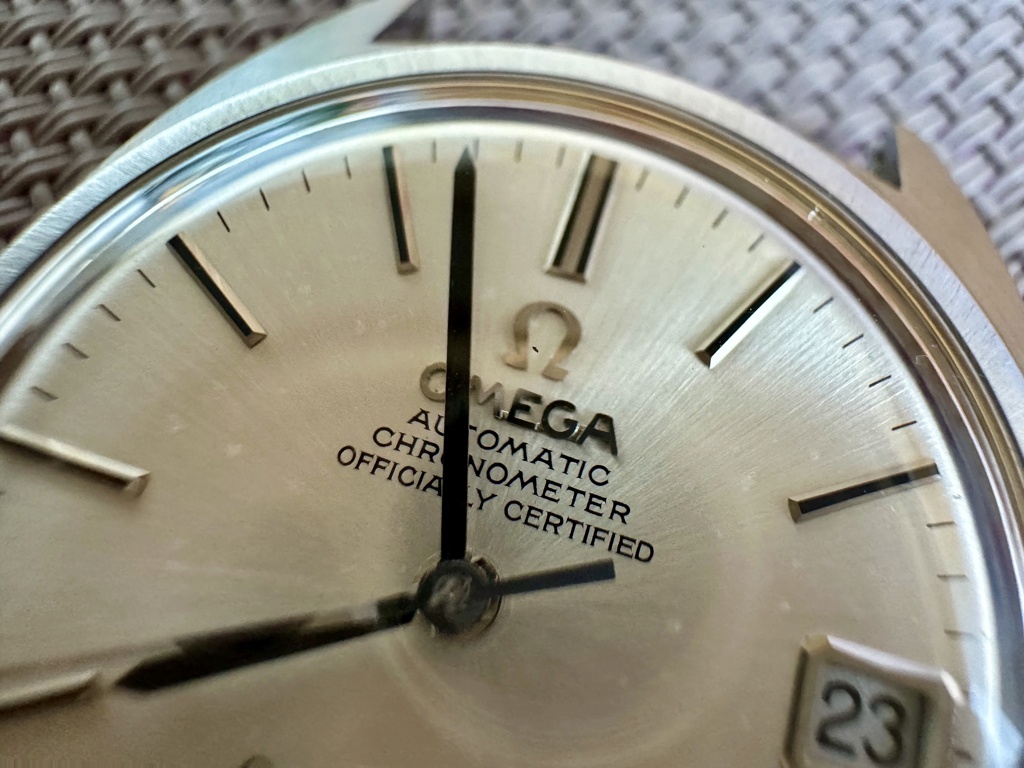 Ω
OMEGA
AUTOMATIC
CHRONOMETER
OFFICIALLY CERTIFIED
23